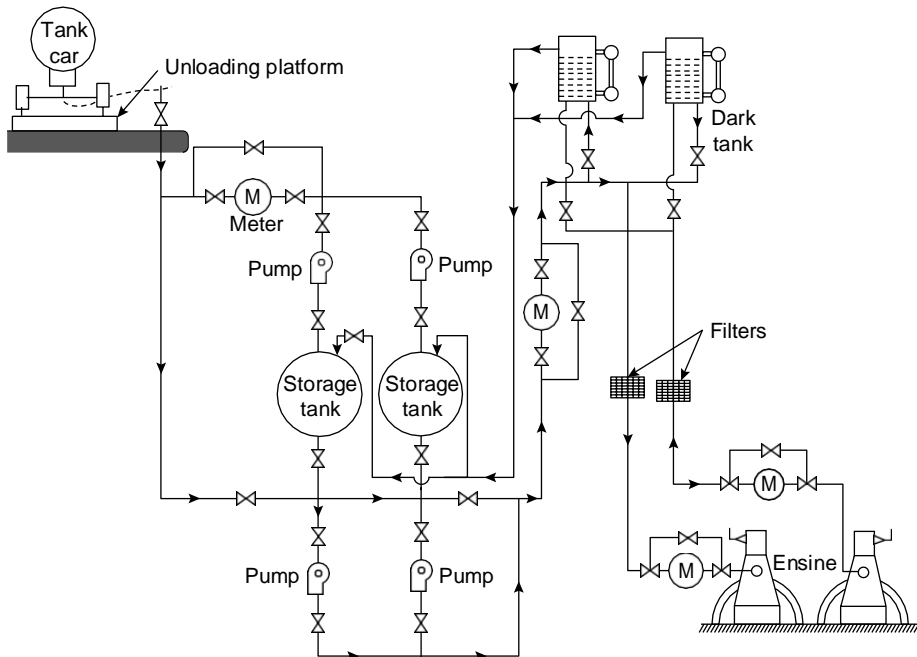 Tank
car
Unloading platform
Dark
tank
M
Meter
Pump
Pump
M
Filters
Storage
tank
Storage
tank
M
Pump
Pump
M
Ensine